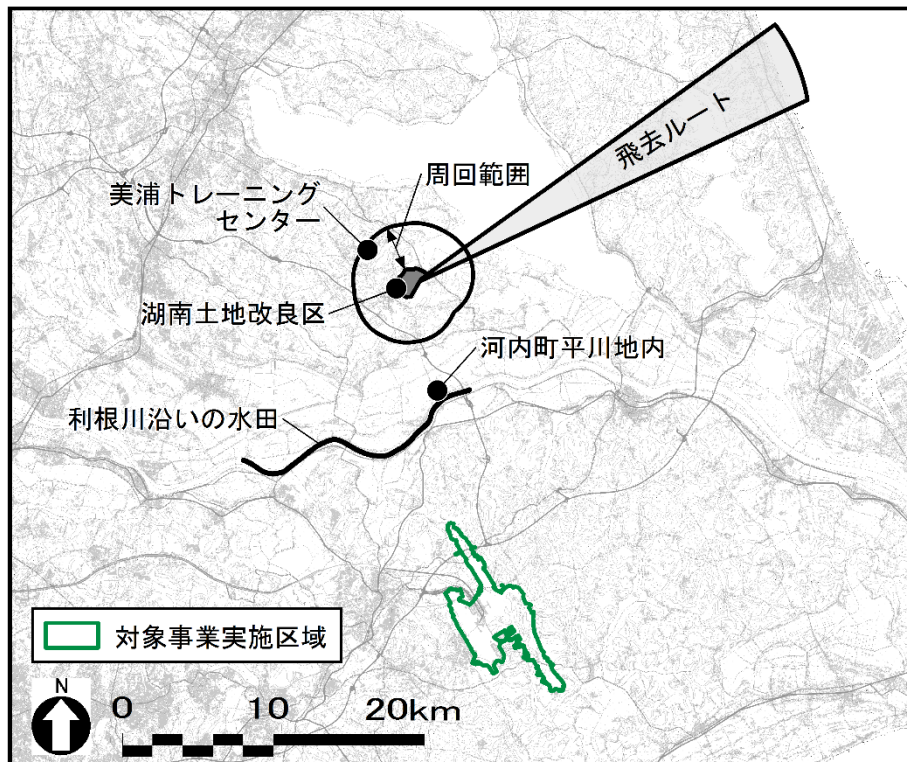 飛去ルート
周回範囲
美浦トレーニング
センター
湖南土地改良区
河内町平川地内
利根川沿いの水田
対象事業実施区域
N
0 10 20km